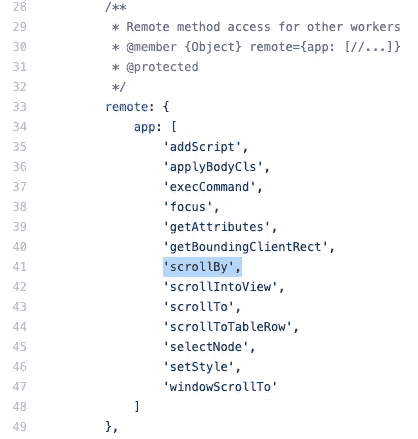 28 /**
29 * Remote method access for other workers
30 * @member {Object} remote={app: [//...]}
31 * @protected
32 */
33 remote: {
34 app: [
35 'addScript',
36 'applyBodyCls',
37 'execCommand',
38 'focus',
39 'getAttributes',
40 'getBoundingClientRect',
41 'scrollBy',
42 'scrollIntoView',
43 'scrollTo',
44 'scrollToTableRow',
45 'selectNode',
46 'setStyle',
47 'windowScrollTo'
48 ]
49 },